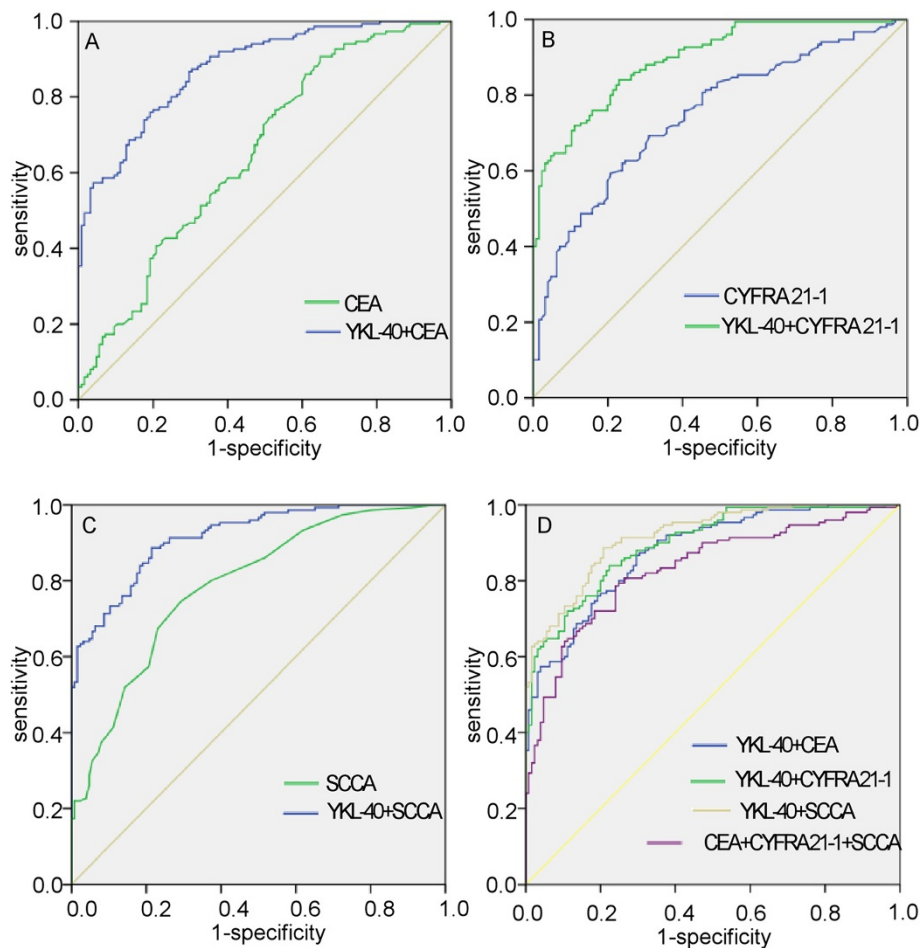 A
1.0
0.8
0.6
0.4
0.2
0.0
sensitivity
CEA
YKL-40+CEA
0.0 0.2 0.4 0.6 0.8 1.0
1-specificity
B
1.0
0.8
0.6
0.4
0.2
0.0
sensitivity
CYFRA 21-1
YKL-40+CYFRA 21-1
0.0 0.2 0.4 0.6 0.8 1.0
1-specificity
C
1.0
0.8
0.6
0.4
0.2
0.0
sensitivity
SCCA
YKL-40+SCCA
0.0 0.2 0.4 0.6 0.8 1.0
1-specificity
D
1.0
0.8
0.6
0.4
0.2
0.0
sensitivity
YKL-40+CEA
YKL-40+CYFRA21-1
YKL-40+SCCA
CEA+CYFRA21-1+SCCA
0.0 0.2 0.4 0.6 0.8 1.0
1-specificity